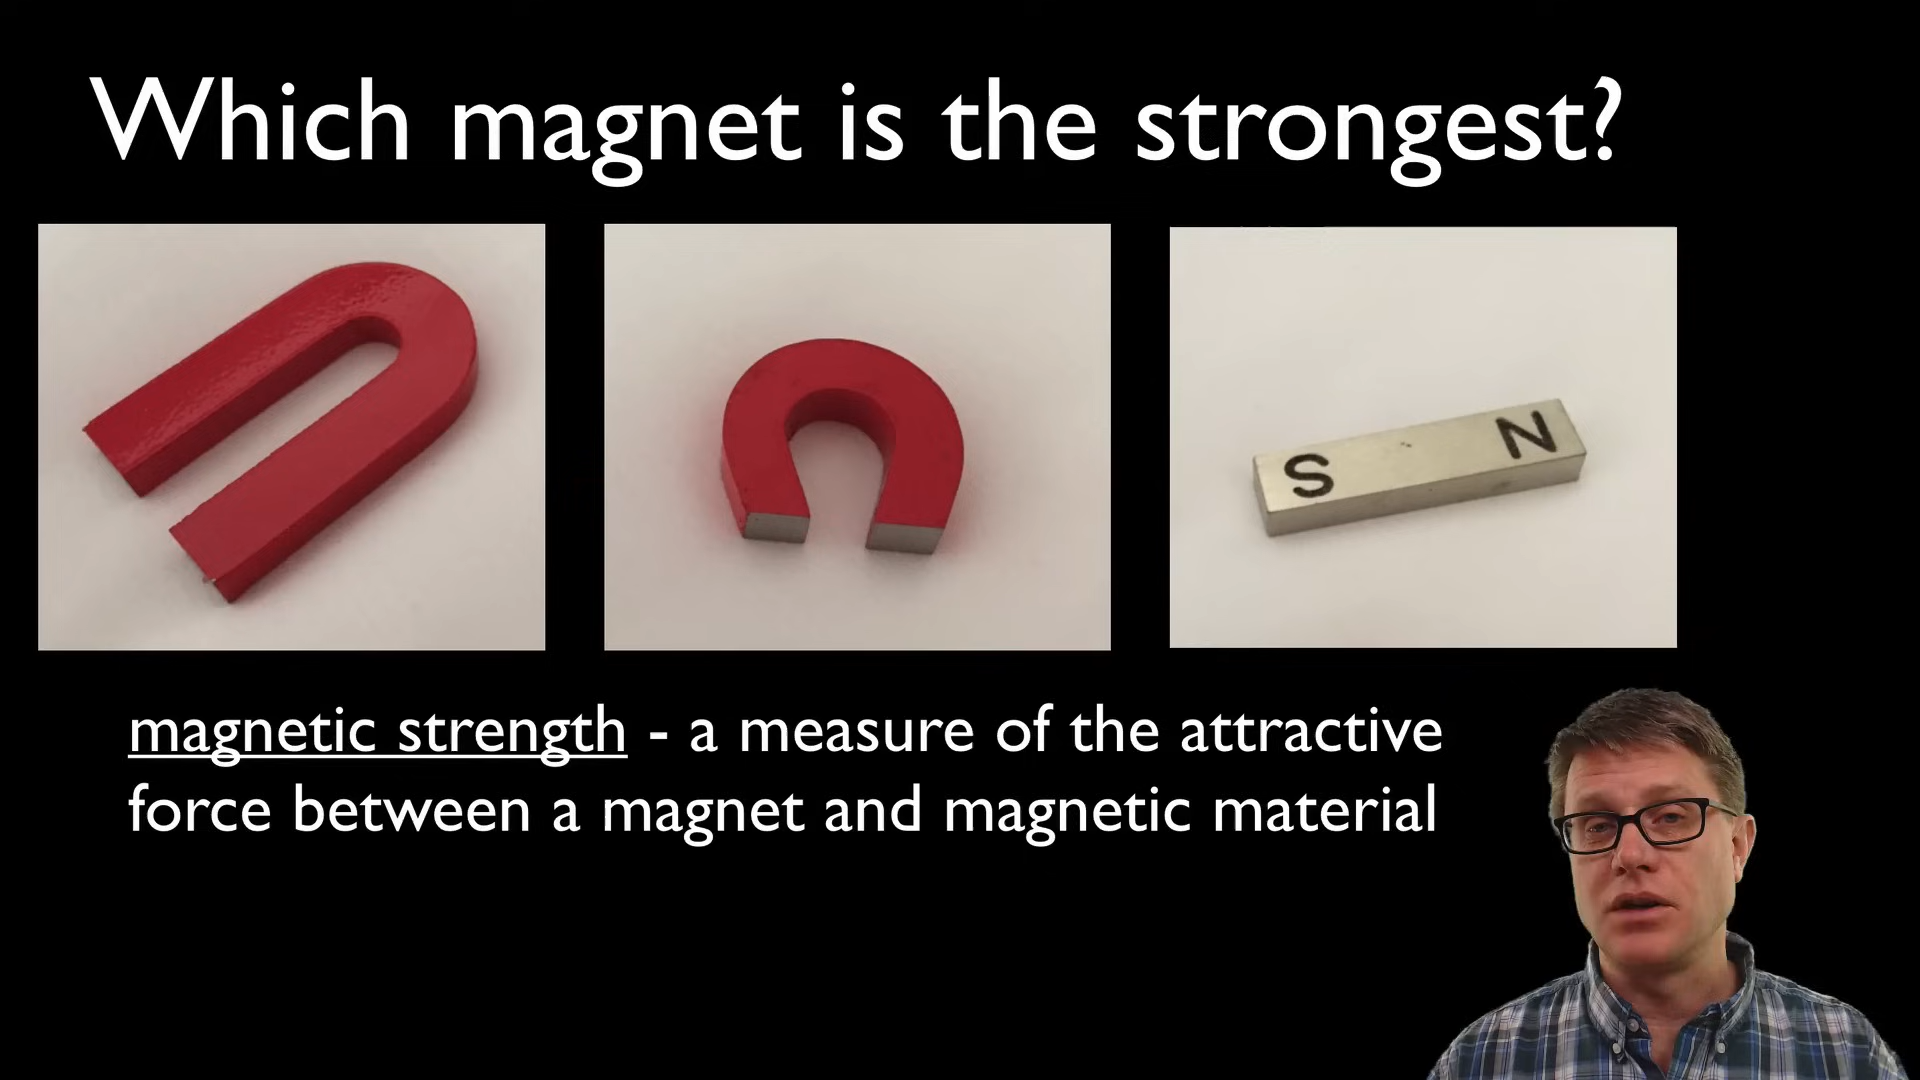 Which magnet is the strongest?
S N
magnetic strength - a measure of the attractive
force between a magnet and magnetic material